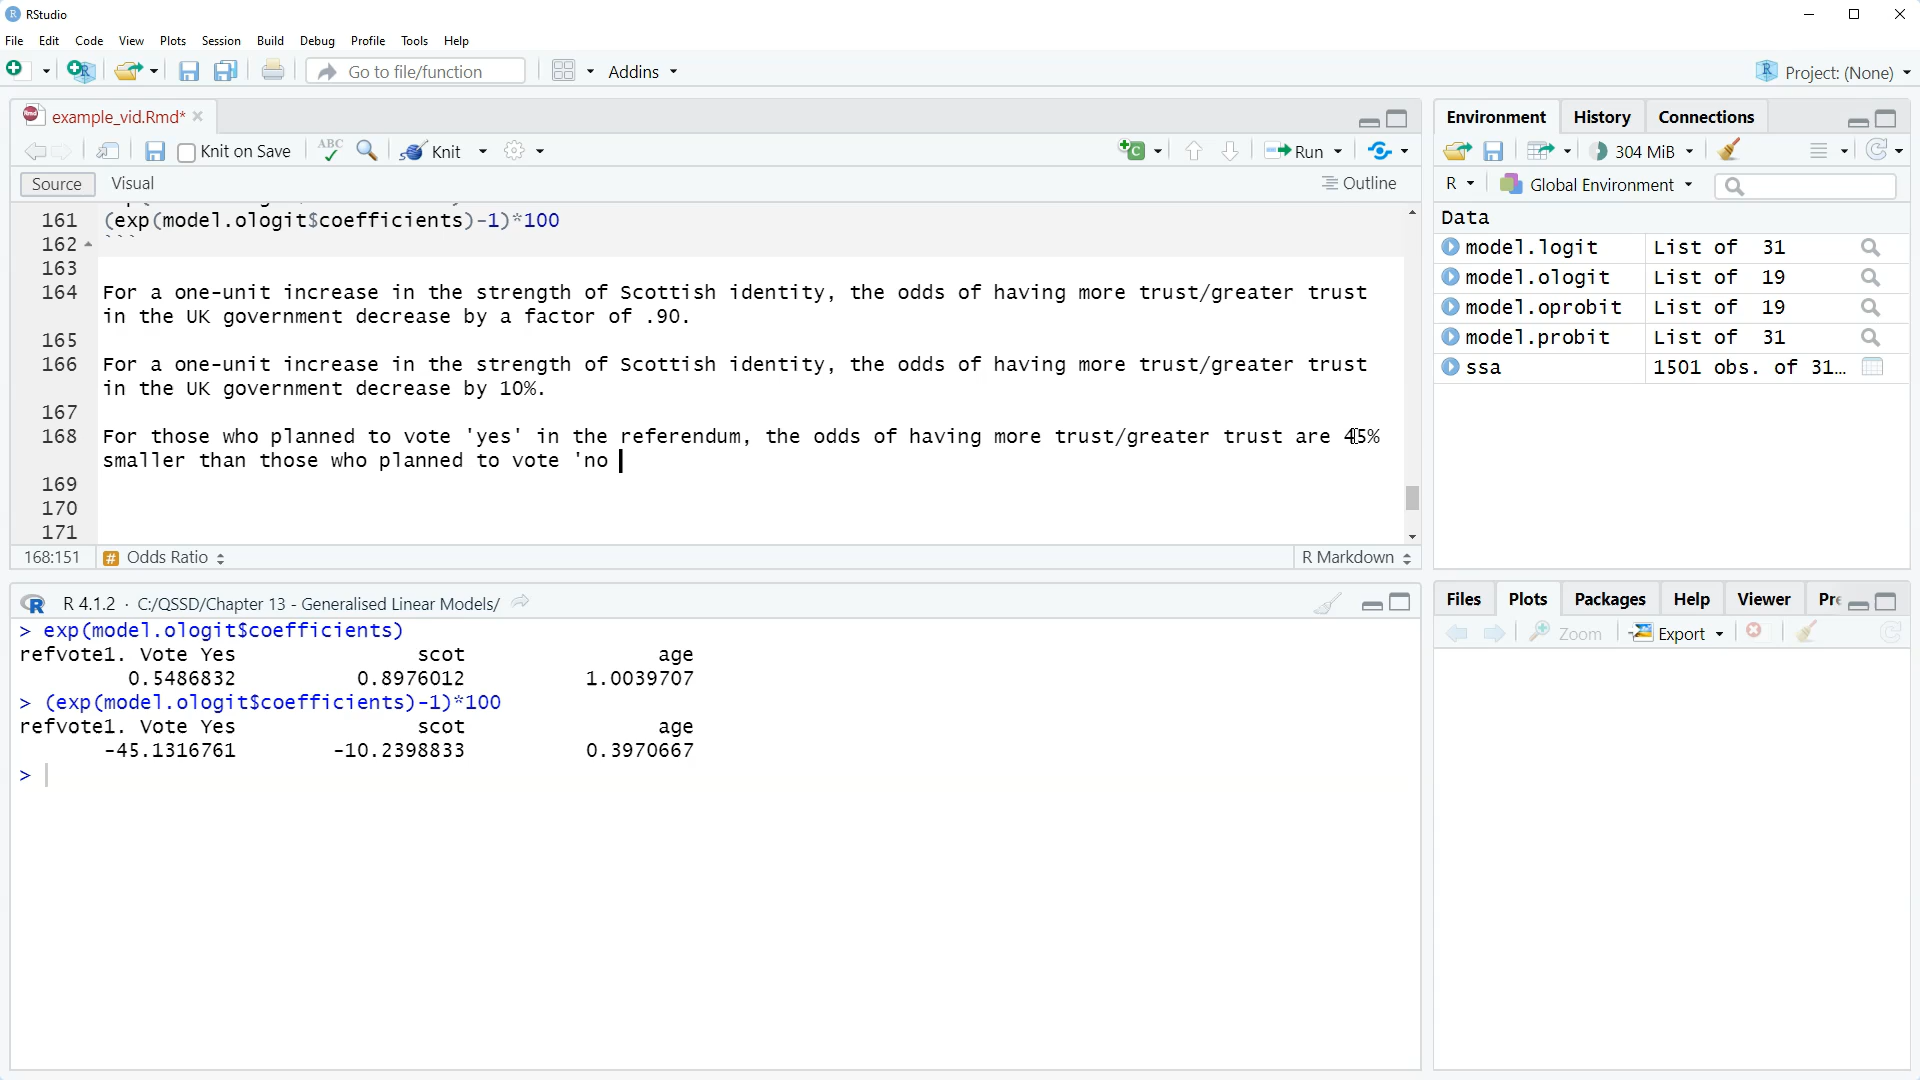 RStudio
File Edit Code View Plots Session Build Debug Profile Tools Help
Go to file/function Addins Project: (None)
example_vid.Rmd*
Knit on Save ABC Knit Run
Source Visual Outline
161 (exp(model.ologit$coefficients)-1)*100
162 ```
163
164 For a one-unit increase in the strength of Scottish identity, the odds of having more trust/greater trust
in the UK government decrease by a factor of .90.
165
166 For a one-unit increase in the strength of Scottish identity, the odds of having more trust/greater trust
in the UK government decrease by 10%.
167
168 For those who planned to vote 'yes' in the referendum, the odds of having more trust/greater trust are 45%
smaller than those who planned to vote 'no
169
170
171
168:151 # Odds Ratio R Markdown
R 4.1.2 · C:/QSSD/Chapter 13 - Generalised Linear Models/
> exp(model.ologit$coefficients)
refvote1. Vote Yes scot age
0.5486832 0.8976012 1.0039707
> (exp(model.ologit$coefficients)-1)*100
refvote1. Vote Yes scot age
-45.1316761 -10.2398833 0.3970667
>
Environment History Connections
304 MiB
R Global Environment
Data
model.logit List of 31
model.ologit List of 19
model.oprobit List of 19
model.probit List of 31
ssa 1501 obs. of 31…
Files Plots Packages Help Viewer Pre
Zoom Export